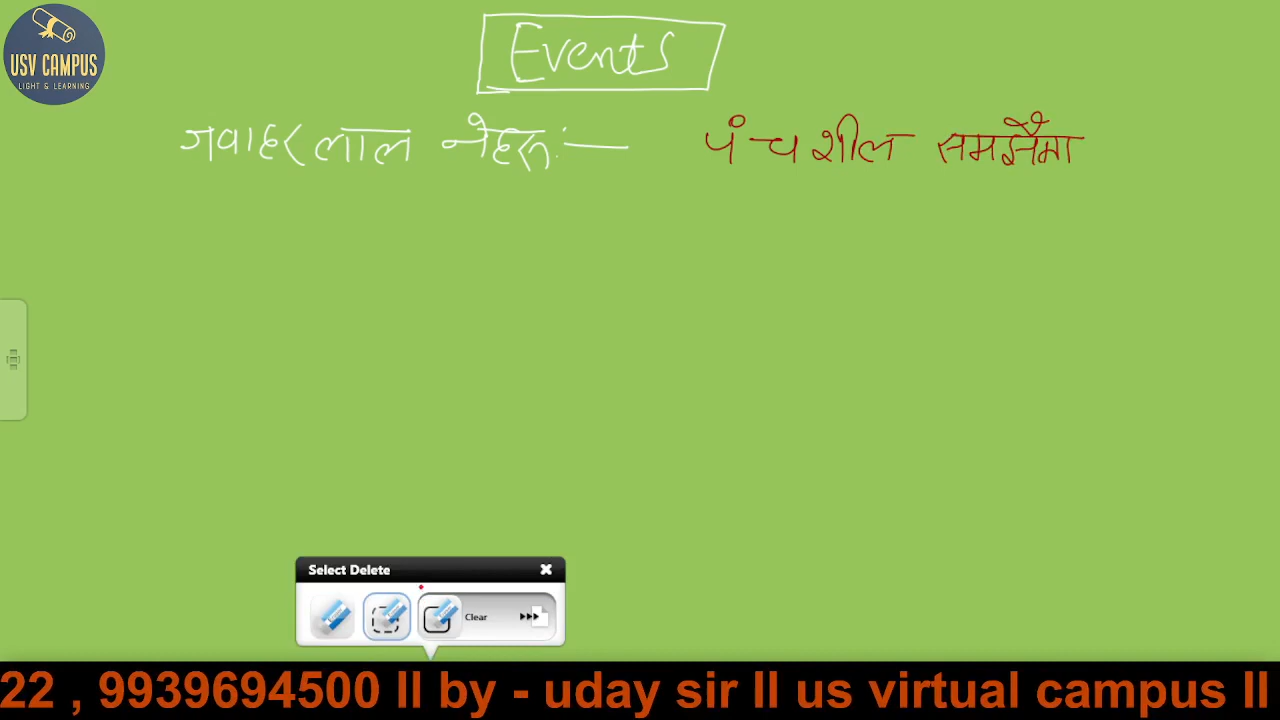 USV CAMPUS
LIGHT & LEARNING
Events
जवाहर लाल नेहरू:— पंचशील समझौता
Select Delete
Clear
22 , 9939694500 ll by - uday sir ll us virtual campus ll